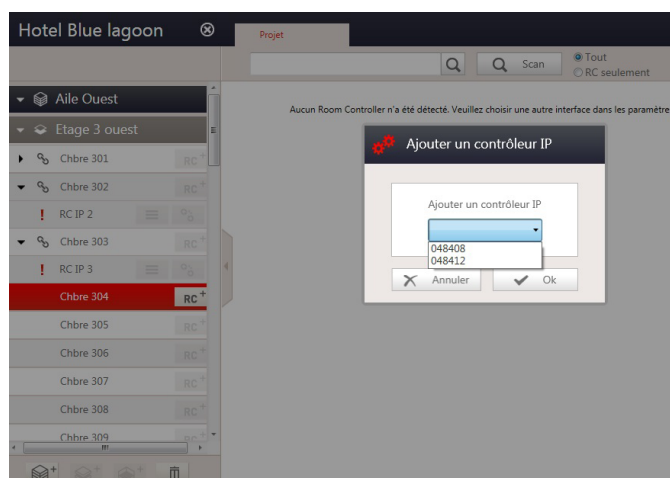 Hotel Blue lagoon
Projet
Scan
Tout
RC seulement
Aile Ouest
Etage 3 ouest
Chbre 301 RC+
Chbre 302 RC+
! RC IP 2
Chbre 303 RC+
! RC IP 3
Chbre 304 RC+
Chbre 305 RC+
Chbre 306 RC+
Chbre 307 RC+
Chbre 308 RC+
Chbre 309 RC+
Aucun Room Controller n'a été détecté. Veuillez choisir une autre interface dans les paramètre
Ajouter un contrôleur IP
Ajouter un contrôleur IP
048408
048412
Annuler
Ok